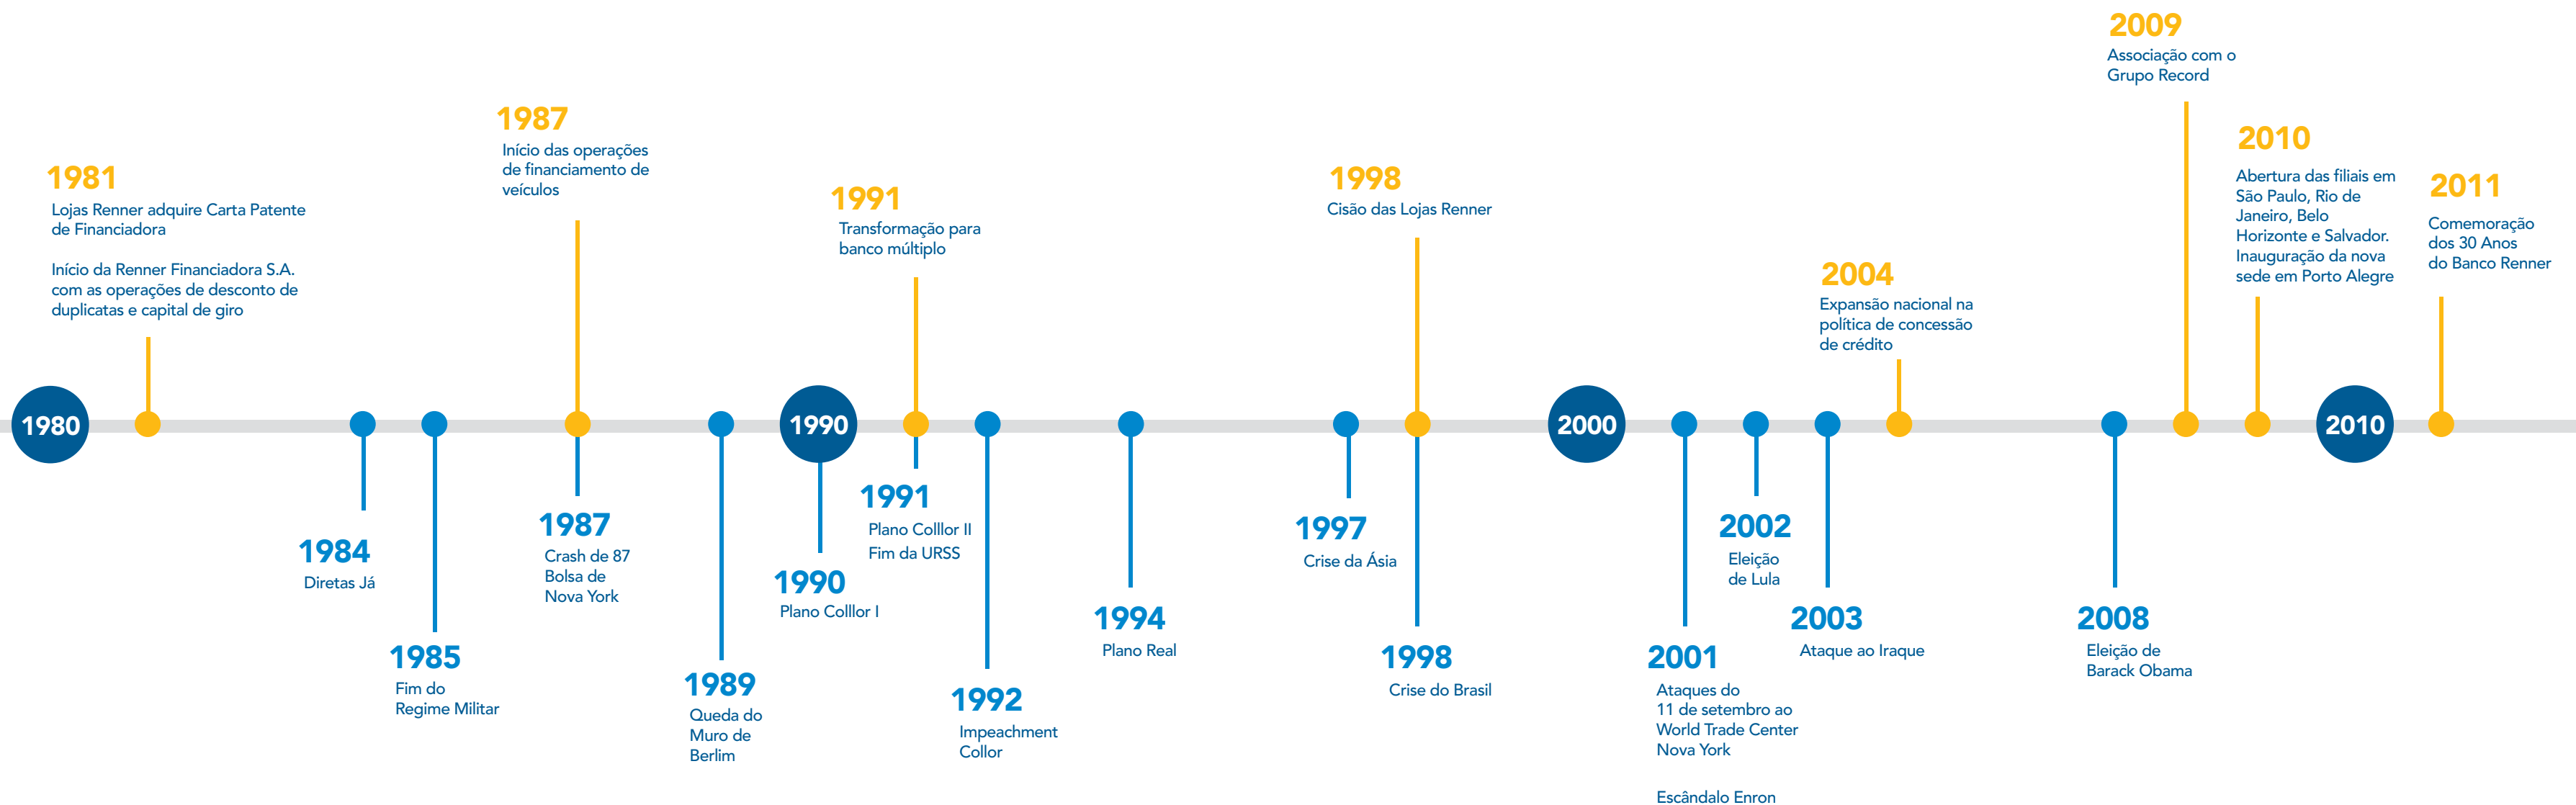 2009
Associação com o
Grupo Record
1987
Início das operações
de financiamento de
veículos
2010
Abertura das filiais em
São Paulo, Rio de
Janeiro, Belo
Horizonte e Salvador.
Inauguração da nova
sede em Porto Alegre
1981
Lojas Renner adquire Carta Patente
de Financiadora
Início da Renner Financiadora S.A.
com as operações de desconto de
duplicatas e capital de giro
1991
Transformação para
banco múltiplo
1998
Cisão das Lojas Renner
2011
Comemoração
dos 30 Anos
do Banco Renner
2004
Expansão nacional na
política de concessão
de crédito
1980
1990
2000
2010
1984
Diretas Já
1985
Fim do
Regime Militar
1987
Crash de 87
Bolsa de
Nova York
1989
Queda do
Muro de
Berlim
1990
Plano Colllor I
1991
Plano Colllor II
Fim da URSS
1992
Impeachment
Collor
1994
Plano Real
1997
Crise da Ásia
1998
Crise do Brasil
2001
Ataques do
11 de setembro ao
World Trade Center
Nova York
Escândalo Enron
2002
Eleição
de Lula
2003
Ataque ao Iraque
2008
Eleição de
Barack Obama